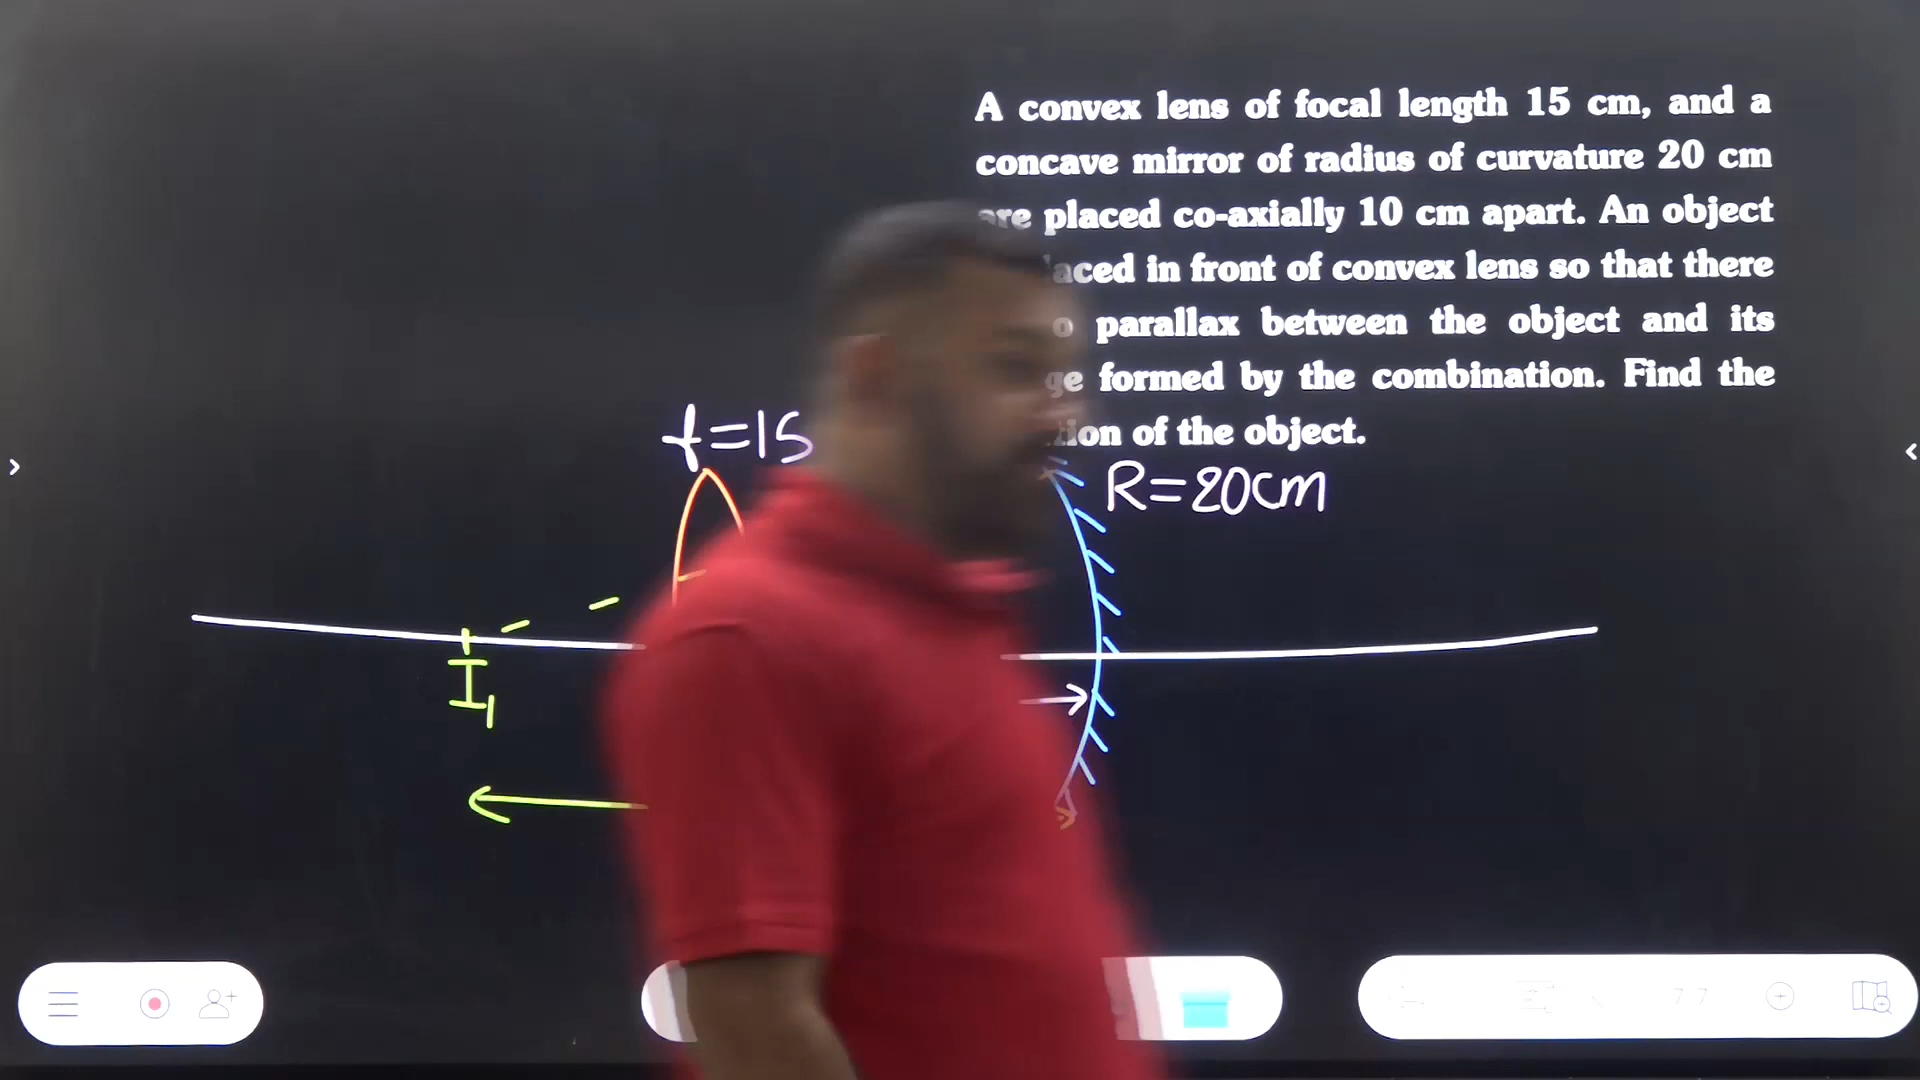 A convex lens of focal length 15 cm, and a
concave mirror of radius of curvature 20 cm
are placed co-axially 10 cm apart. An object
in front of convex lens so that there
parallax between the object and its
formed by the combination. Find the
of the object.
f=15
R=20cm
I1